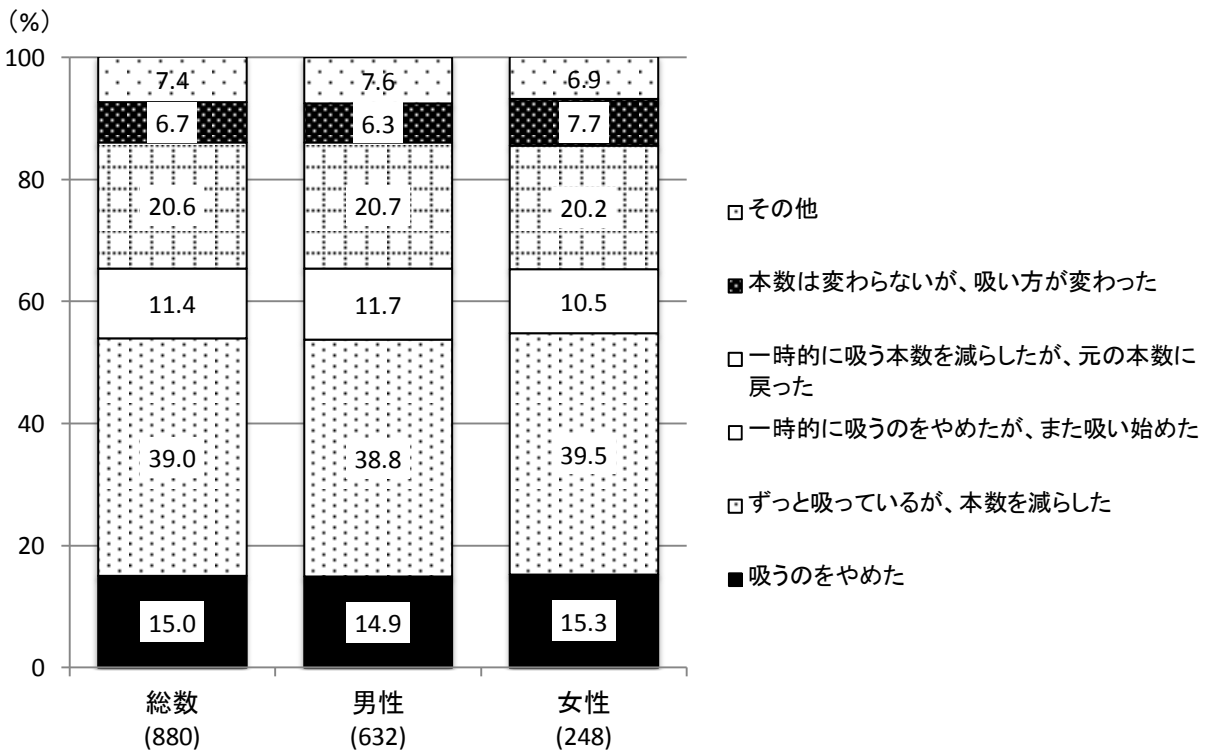 (%)
100
80
60
40
20
0
7.4
6.7
20.6
11.4
39.0
15.0
7.6
6.3
20.7
11.7
38.8
14.9
6.9
7.7
20.2
10.5
39.5
15.3
総数
(880)
男性
(632)
女性
(248)
その他
本数は変わらないが、吸い方が変わった
一時的に吸う本数を減らしたが、元の本数に
戻った
一時的に吸うのをやめたが、また吸い始めた
ずっと吸っているが、本数を減らした
吸うのをやめた